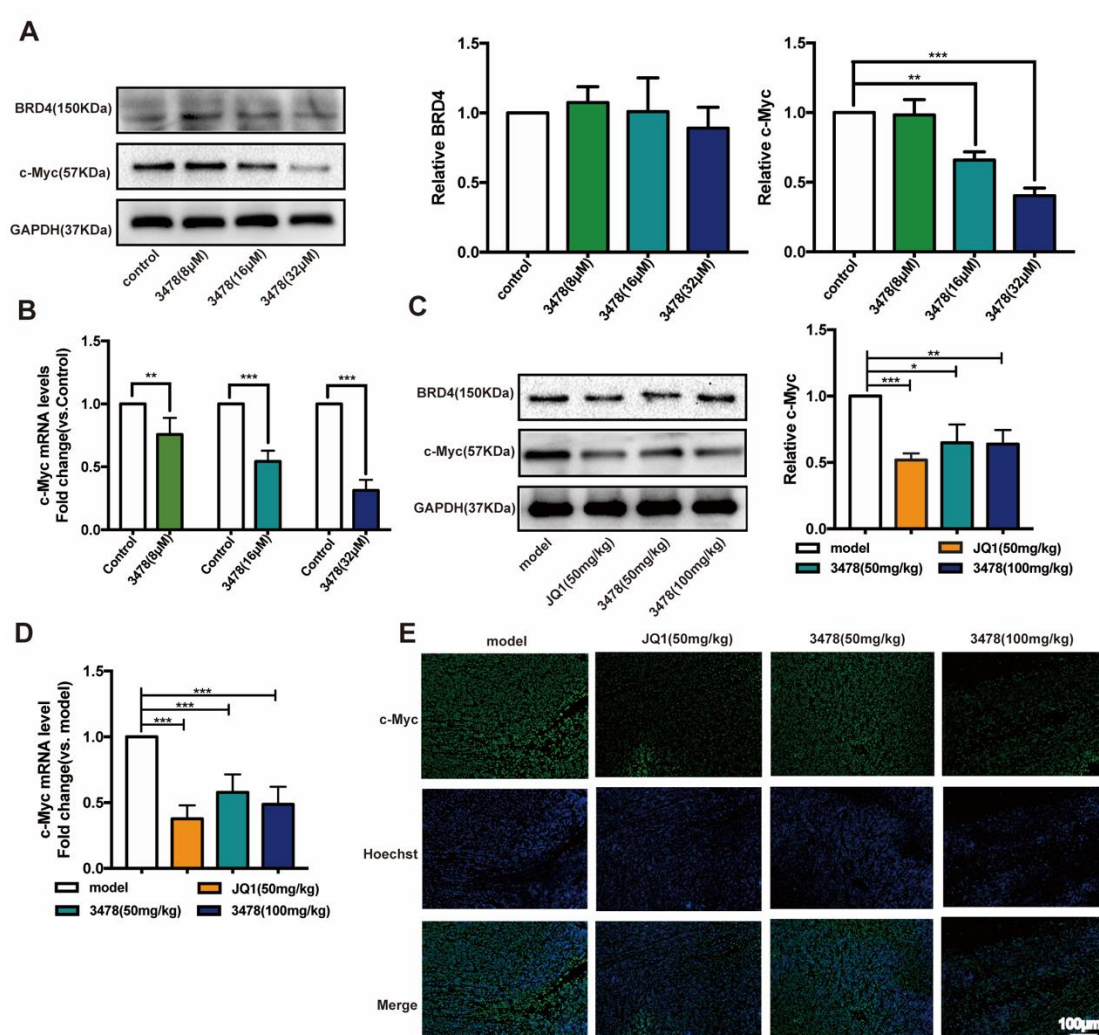 A
BRD4(150KDa)
c-Myc(57KDa)
GAPDH(37KDa)
control
3478(8μM)
3478(16μM)
3478(32μM)
Relative BRD4
1.5
1.0
0.5
0.0
control
3478(8μM)
3478(16μM)
3478(32μM)
Relative c-Myc
1.5
1.0
0.5
0.0
***
**
control
3478(8μM)
3478(16μM)
3478(32μM)
B
c-Myc mRNA levels
Fold change(vs.Control)
1.5
1.0
0.5
0.0
**
***
***
Control
3478(8μM)
Control
3478(16μM)
Control
3478(32μM)
C
BRD4(150KDa)
c-Myc(57KDa)
GAPDH(37KDa)
model
JQ1(50mg/kg)
3478(50mg/kg)
3478(100mg/kg)
Relative c-Myc
1.5
1.0
0.5
0.0
**
*
***
model
JQ1(50mg/kg)
3478(50mg/kg)
3478(100mg/kg)
D
c-Myc mRNA level
Fold change(vs. model)
1.5
1.0
0.5
0.0
***
***
***
model
JQ1(50mg/kg)
3478(50mg/kg)
3478(100mg/kg)
E
model
JQ1(50mg/kg)
3478(50mg/kg)
3478(100mg/kg)
c-Myc
Hoechst
Merge
100μm